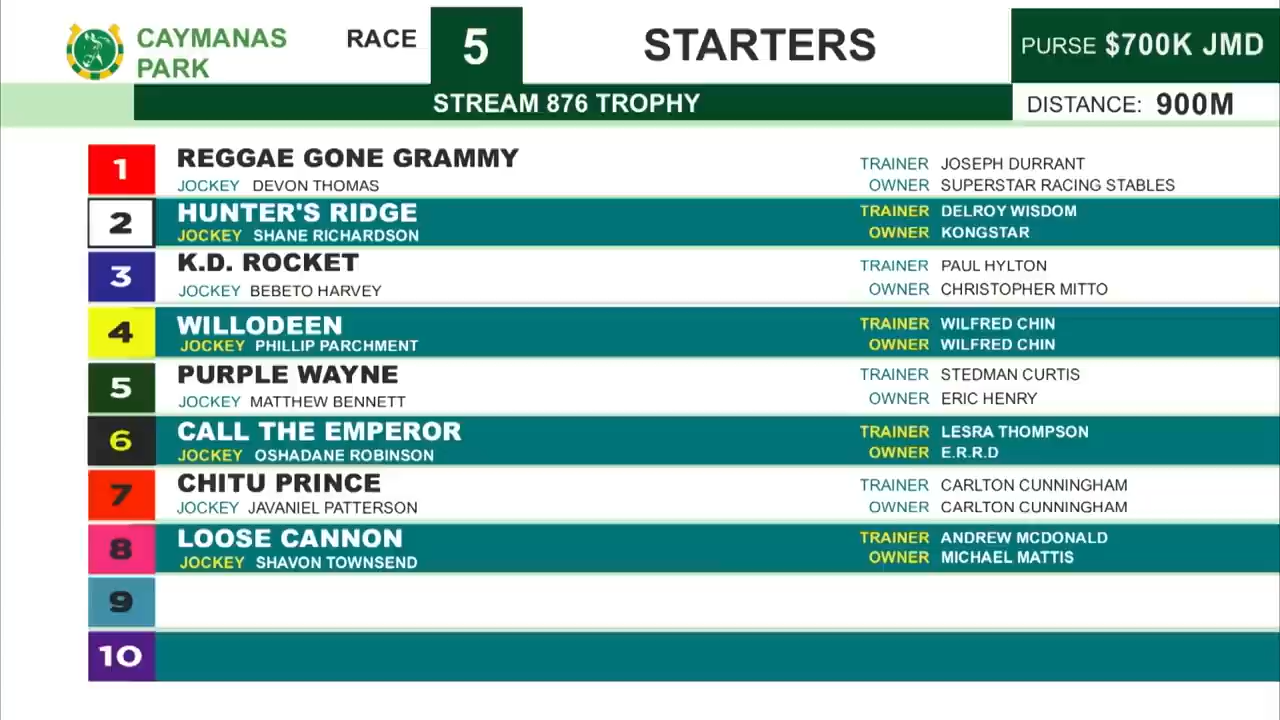 CAYMANAS PARK
RACE 5
STARTERS
PURSE $700K JMD
STREAM 876 TROPHY
DISTANCE: 900M
1 REGGAE GONE GRAMMY
JOCKEY DEVON THOMAS
TRAINER JOSEPH DURRANT
OWNER SUPERSTAR RACING STABLES
2 HUNTER'S RIDGE
JOCKEY SHANE RICHARDSON
TRAINER DELROY WISDOM
OWNER KONGSTAR
3 K.D. ROCKET
JOCKEY BEBETO HARVEY
TRAINER PAUL HYLTON
OWNER CHRISTOPHER MITTO
4 WILLODEEN
JOCKEY PHILLIP PARCHMENT
TRAINER WILFRED CHIN
OWNER WILFRED CHIN
5 PURPLE WAYNE
JOCKEY MATTHEW BENNETT
TRAINER STEDMAN CURTIS
OWNER ERIC HENRY
6 CALL THE EMPEROR
JOCKEY OSHADANE ROBINSON
TRAINER LESRA THOMPSON
OWNER E.R.R.D
7 CHITU PRINCE
JOCKEY JAVANIEL PATTERSON
TRAINER CARLTON CUNNINGHAM
OWNER CARLTON CUNNINGHAM
8 LOOSE CANNON
JOCKEY SHAVON TOWNSEND
TRAINER ANDREW MCDONALD
OWNER MICHAEL MATTIS
9
10